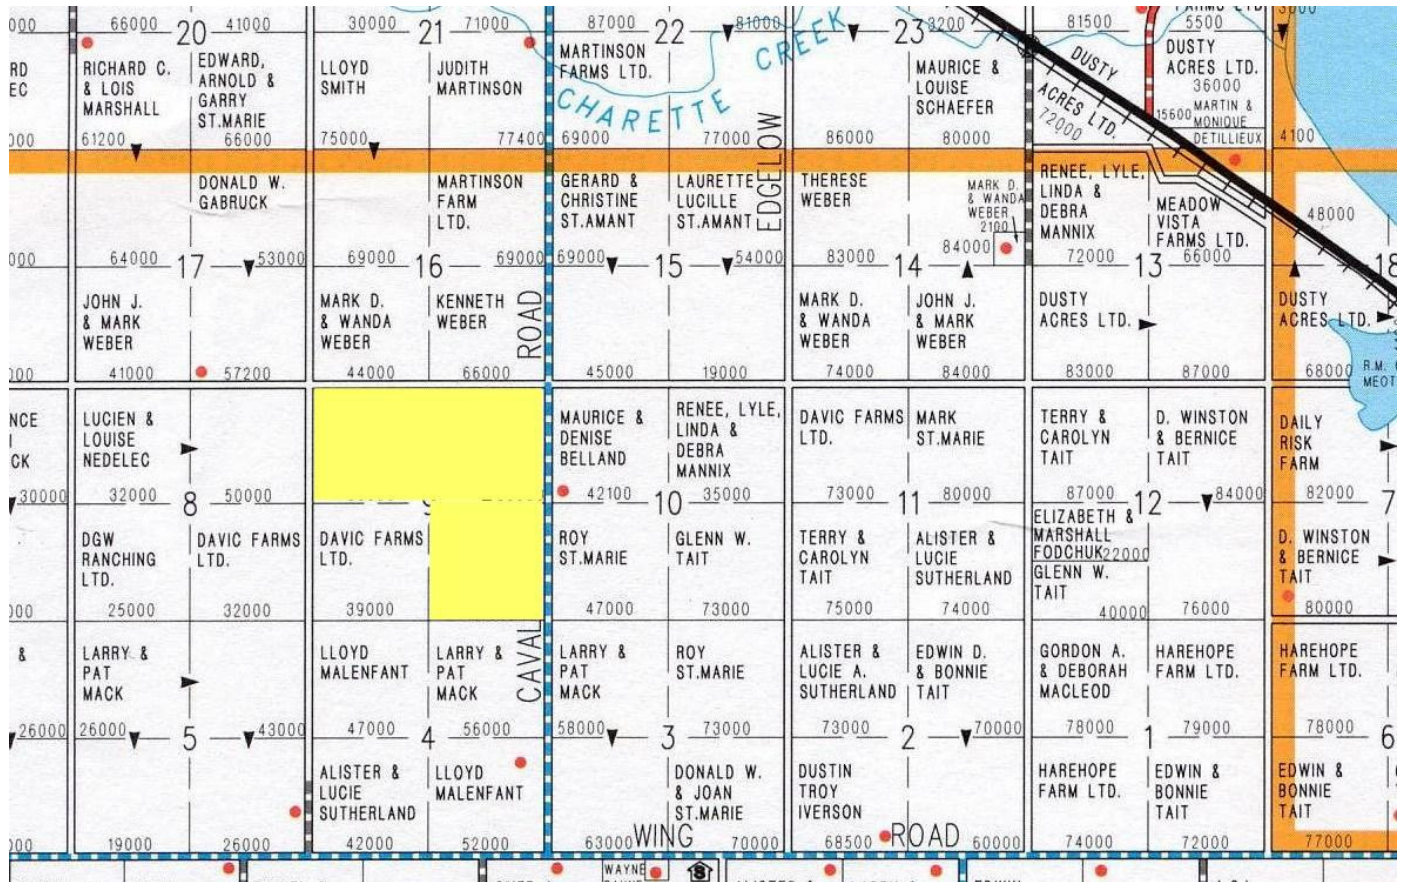 66000
20
41000
30000
21
71000
87000
22
81000
23
3200
81500
5500
RICHARD C.
& LOIS
MARSHALL
61200
EDWARD,
ARNOLD &
GARRY
ST.MARIE
66000
LLOYD
SMITH
75000
JUDITH
MARTINSON
77400
MARTINSON
FARMS LTD.
69000
CHARETTE CREEK
77000
86000
MAURICE &
LOUISE
SCHAEFER
80000
DUSTY
ACRES LTD.
72000
DUSTY
ACRES LTD.
36000
15600
MARTIN &
MONIQUE
DETILLIEUX
4100
DONALD W.
GABRUCK
MARTINSON
FARM
LTD.
GERARD &
CHRISTINE
ST.AMANT
LAURETTE
LUCILLE
ST.AMANT
EDGELOW
THERESE
WEBER
MARK D.
& WANDA
WEBER
2100
84000
RENEE, LYLE,
LINDA &
DEBRA
MANNIX
MEADOW
VISTA
FARMS LTD.
48000
64000
17
53000
69000
16
69000
69000
15
54000
83000
14
72000
13
66000
18
JOHN J.
& MARK
WEBER
41000
57200
MARK D.
& WANDA
WEBER
44000
KENNETH
WEBER
66000
ROAD
45000
19000
MARK D.
& WANDA
WEBER
74000
JOHN J.
& MARK
WEBER
84000
DUSTY
ACRES LTD.
83000
87000
DUSTY
ACRES LTD.
68000
R.M.
MEOT
LUCIEN &
LOUISE
NEDELEC
MAURICE &
DENISE
BELLAND
RENEE, LYLE,
LINDA &
DEBRA
MANNIX
DAVIC FARMS
LTD.
MARK
ST.MARIE
TERRY &
CAROLYN
TAIT
D. WINSTON
& BERNICE
TAIT
DAILY
RISK
FARM
30000
32000
8
50000
42100
10
35000
73000
11
80000
87000
12
84000
82000
7
DGW
RANCHING
LTD.
25000
DAVIC FARMS
LTD.
32000
DAVIC FARMS
LTD.
39000
ROY
ST.MARIE
47000
GLENN W.
TAIT
73000
TERRY &
CAROLYN
TAIT
75000
ALISTER &
LUCIE
SUTHERLAND
74000
ELIZABETH &
MARSHALL
FODCHUK 22000
GLENN W.
TAIT
40000
76000
D. WINSTON
& BERNICE
TAIT
80000
&
LARRY &
PAT
MACK
LLOYD
MALENFANT
LARRY &
PAT
MACK
CAVAL
LARRY &
PAT
MACK
ROY
ST.MARIE
ALISTER &
LUCIE A.
SUTHERLAND
EDWIN D.
& BONNIE
TAIT
GORDON A.
& DEBORAH
MACLEOD
HAREHOPE
FARM LTD.
HAREHOPE
FARM LTD.
26000
26000
5
43000
47000
4
56000
58000
3
73000
73000
2
70000
78000
1
79000
78000
6
19000
26000
ALISTER &
LUCIE
SUTHERLAND
42000
LLOYD
MALENFANT
52000
63000
DONALD W.
& JOAN
ST.MARIE
70000
DUSTIN
TROY
IVERSON
68500
60000
HAREHOPE
FARM LTD.
74000
EDWIN &
BONNIE
TAIT
72000
EDWIN &
BONNIE
TAIT
77000
WING ROAD
WAYNE